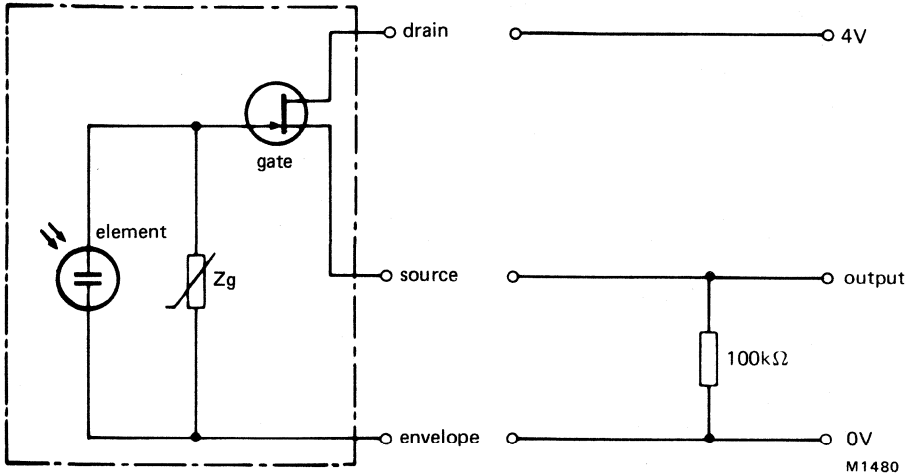 drain
4V
gate
element
Zg
source
output
100kΩ
envelope
0V
M1480